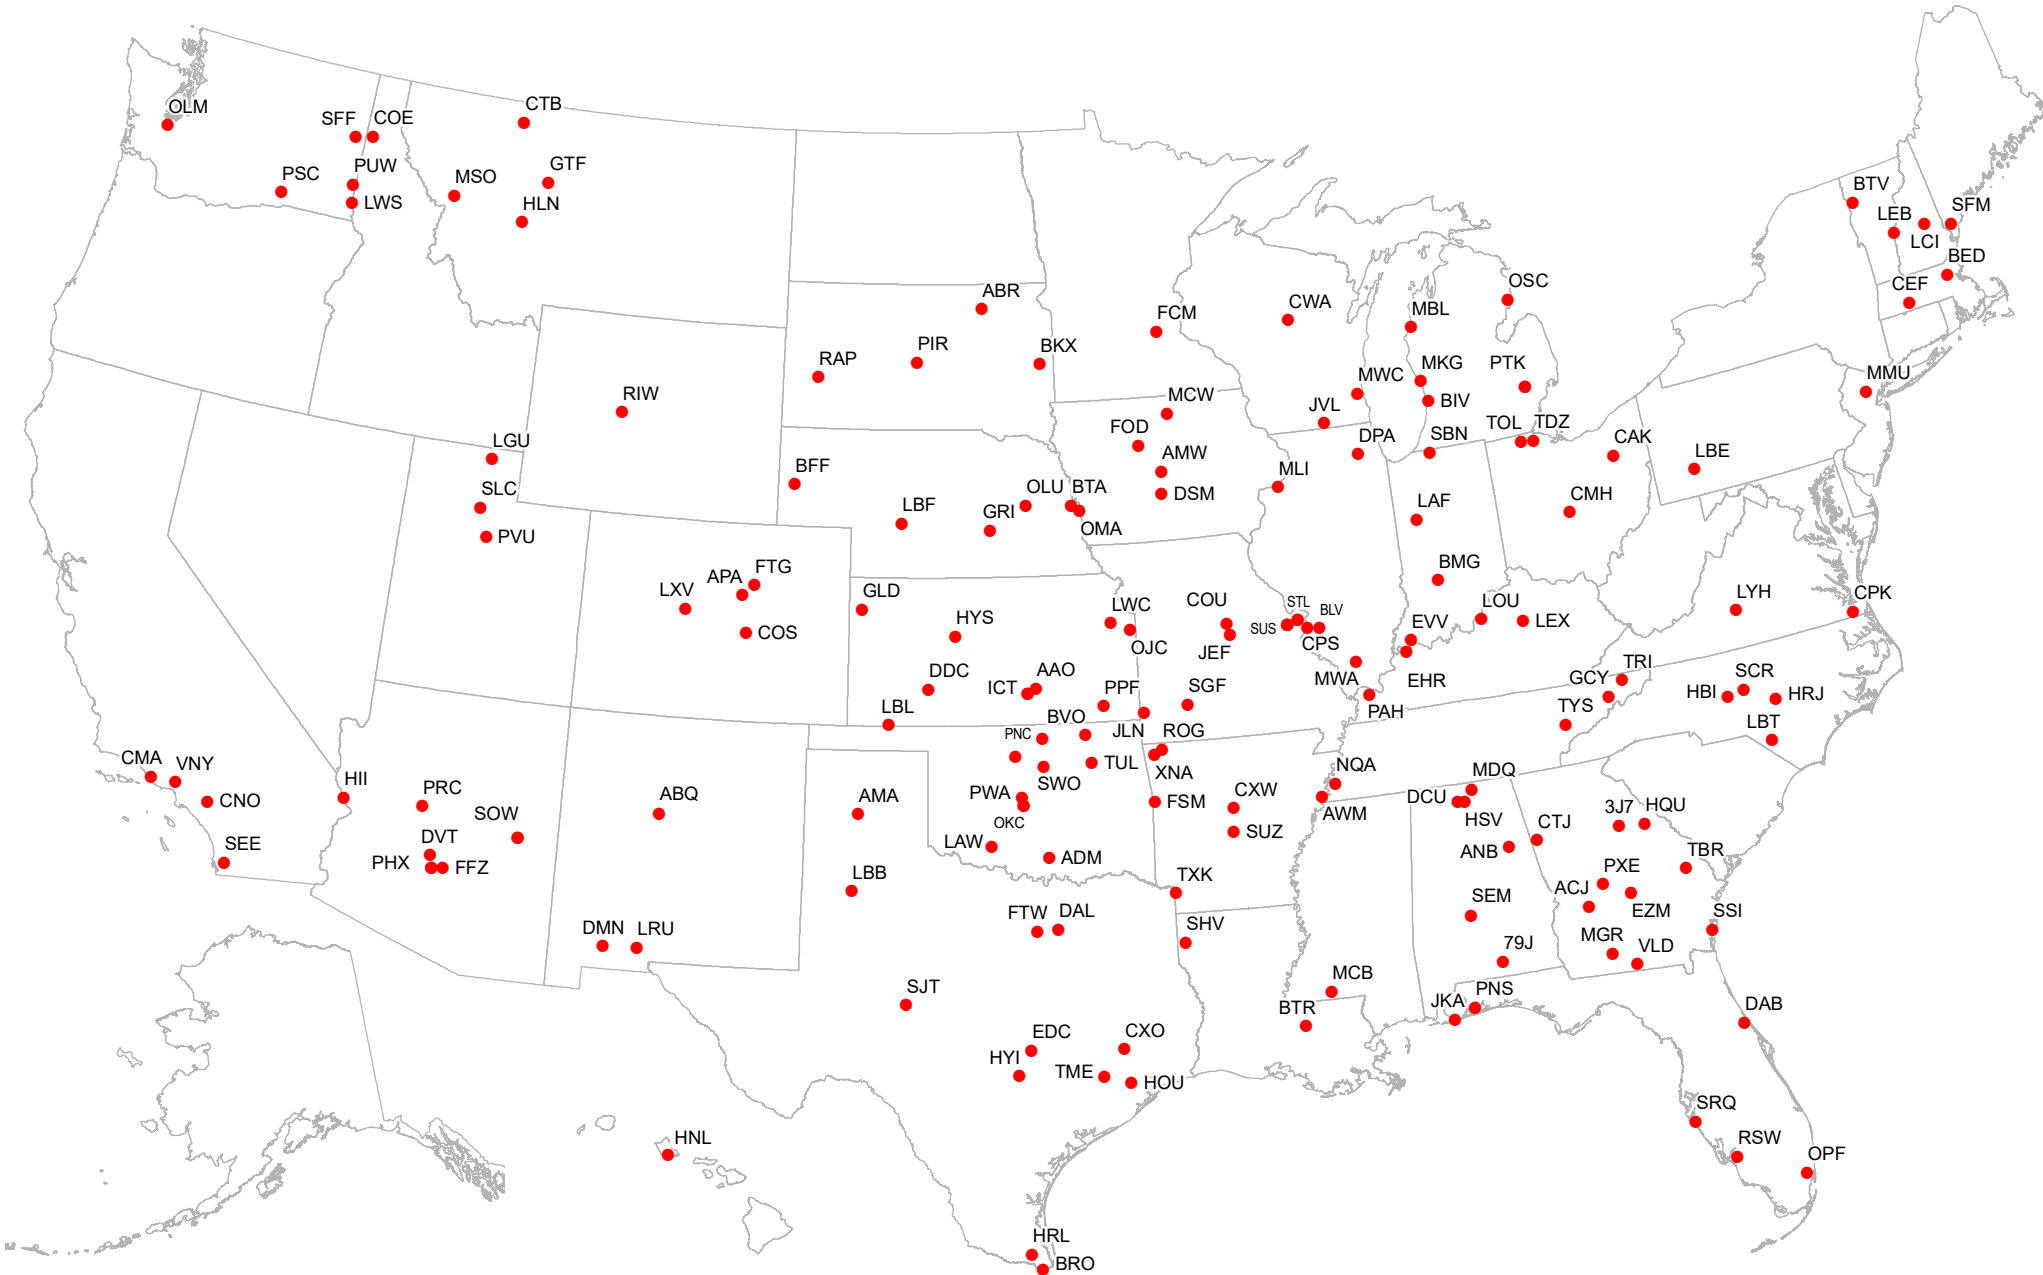 OLM
SFF
COE
CTB
PSC
PUW
LWS
MSO
GTF
HLN
BTV
LEB
LCI
SFM
BED
CEF
ABR
FCM
CWA
MBL
OSC
RAP
PIR
BKX
MWC
MKG
PTK
MMU
RIW
MCW
BIV
JVL
FOD
DPA
SBN
TOL
TDZ
CAK
LBE
LGU
BFF
AMW
MLI
SLC
OLU
BTA
DSM
LBF
GRI
OMA
LAF
CMH
PVU
LXV
APA
FTG
BMG
GLD
COS
HYS
LWC
OJC
COU
JEF
STL
BLV
SUS
CPS
EVV
LOU
LEX
LYH
CPK
DDC
ICT
AAO
PPF
SGF
MWA
EHR
PAH
GCY
TRI
TYS
SCR
HBI
HRJ
LBT
LBL
BVO
PNC
JLN
ROG
TUL
XNA
CMA
VNY
CNO
HII
PRC
SOW
ABQ
AMA
PWA
SWO
OKC
FSM
CXW
NQA
AWM
MDQ
DCU
HSV
3J7
HQU
SEE
DVT
PHX
FFZ
LAW
ADM
SUZ
ANB
CTJ
TBR
LBB
TXK
PXE
ACJ
EZM
SEM
SSI
DMN
LRU
FTW
DAL
SHV
79J
MGR
VLD
SJT
MCB
BTR
JKA
PNS
DAB
EDC
CXO
HYI
TME
HOU
SRQ
HNL
RSW
OPF
HRL
BRO